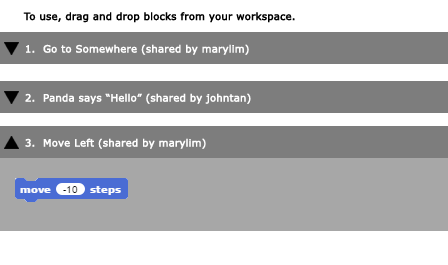 To use, drag and drop blocks from your workspace.
1. Go to Somewhere (shared by marylim)
2. Panda says “Hello” (shared by johntan)
3. Move Left (shared by marylim)
move -10 steps